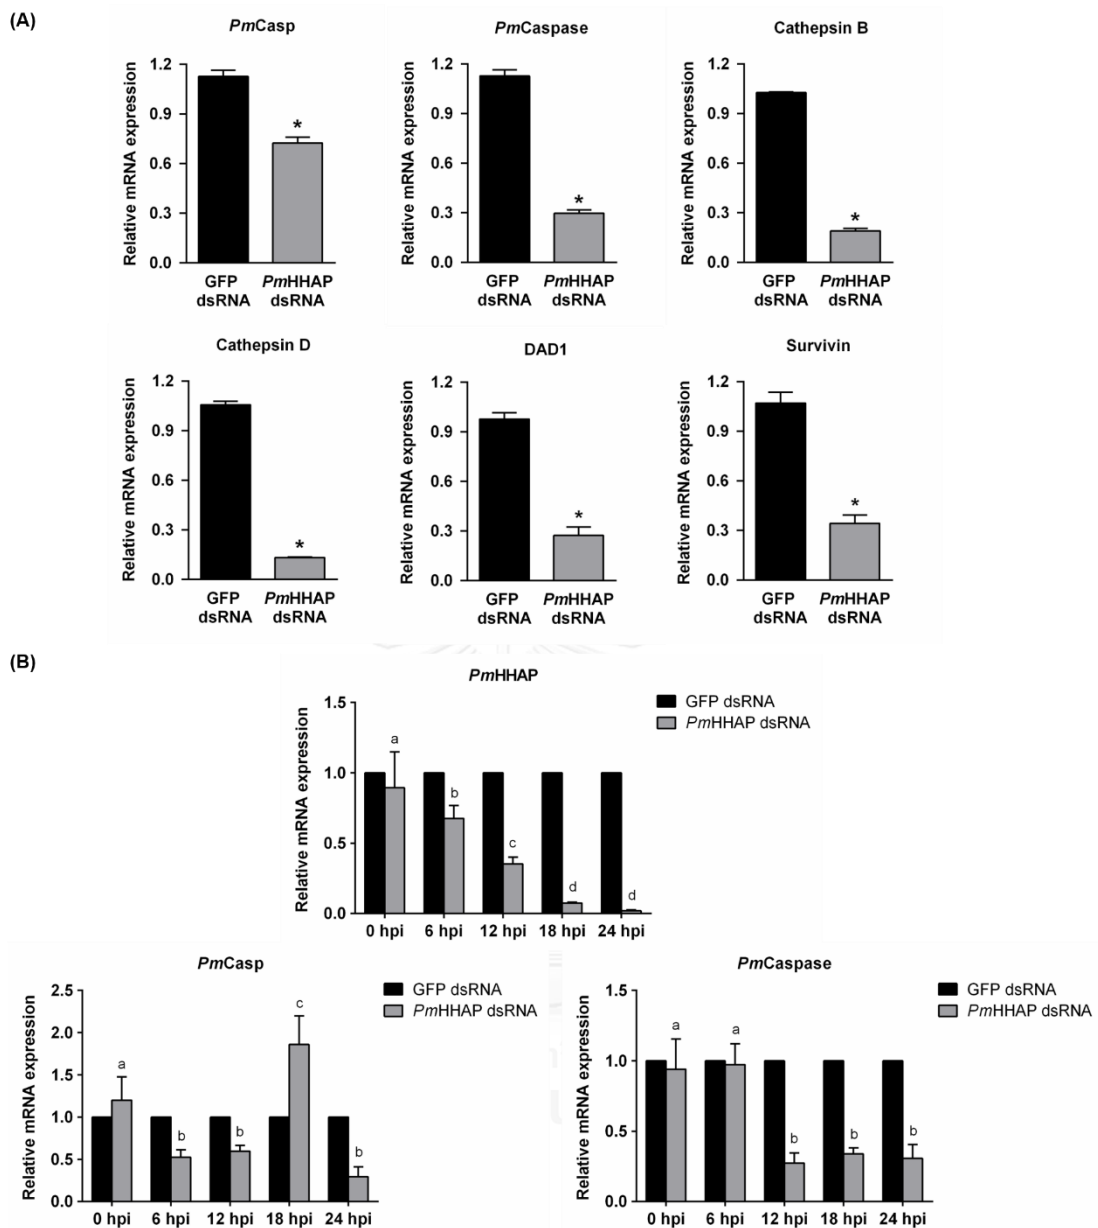 (A)
PmCasp
PmCaspase
Cathepsin B
Relative mRNA expression
1.2
0.9
0.6
0.3
0.0
*
GFP
dsRNA
PmHHAP
dsRNA
Relative mRNA expression
1.2
0.9
0.6
0.3
0.0
*
GFP
dsRNA
PmHHAP
dsRNA
Relative mRNA expression
1.2
0.9
0.6
0.3
0.0
*
GFP
dsRNA
PmHHAP
dsRNA
Cathepsin D
DAD1
Survivin
Relative mRNA expression
1.2
0.9
0.6
0.3
0.0
*
GFP
dsRNA
PmHHAP
dsRNA
Relative mRNA expression
1.2
0.9
0.6
0.3
0.0
*
GFP
dsRNA
PmHHAP
dsRNA
Relative mRNA expression
1.2
0.9
0.6
0.3
0.0
*
GFP
dsRNA
PmHHAP
dsRNA
(B)
PmHHAP
GFP dsRNA
PmHHAP dsRNA
Relative mRNA expression
1.5
1.0
0.5
0.0
a
b
c
d
d
0 hpi 6 hpi 12 hpi 18 hpi 24 hpi
PmCasp
GFP dsRNA
PmHHAP dsRNA
Relative mRNA expression
2.5
2.0
1.5
1.0
0.5
0.0
a
b
b
c
b
0 hpi 6 hpi 12 hpi 18 hpi 24 hpi
PmCaspase
GFP dsRNA
PmHHAP dsRNA
Relative mRNA expression
1.5
1.0
0.5
0.0
a
a
b
b
b
0 hpi 6 hpi 12 hpi 18 hpi 24 hpi